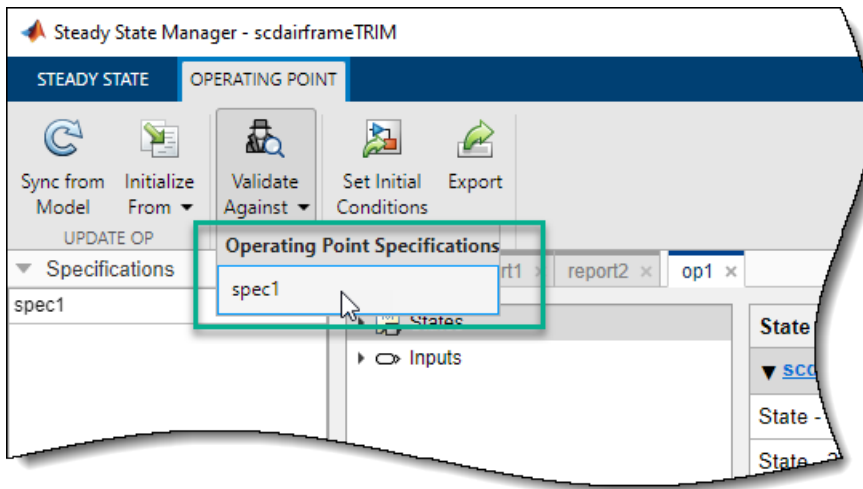 Steady State Manager - scdairframeTRIM
STEADY STATE OPERATING POINT
Sync from Model Initialize From Validate Against Set Initial Conditions Export
UPDATE OP
Operating Point Specifications
Specifications report2 × op1 ×
spec1
spec1
States
State
Inputs
State -
State